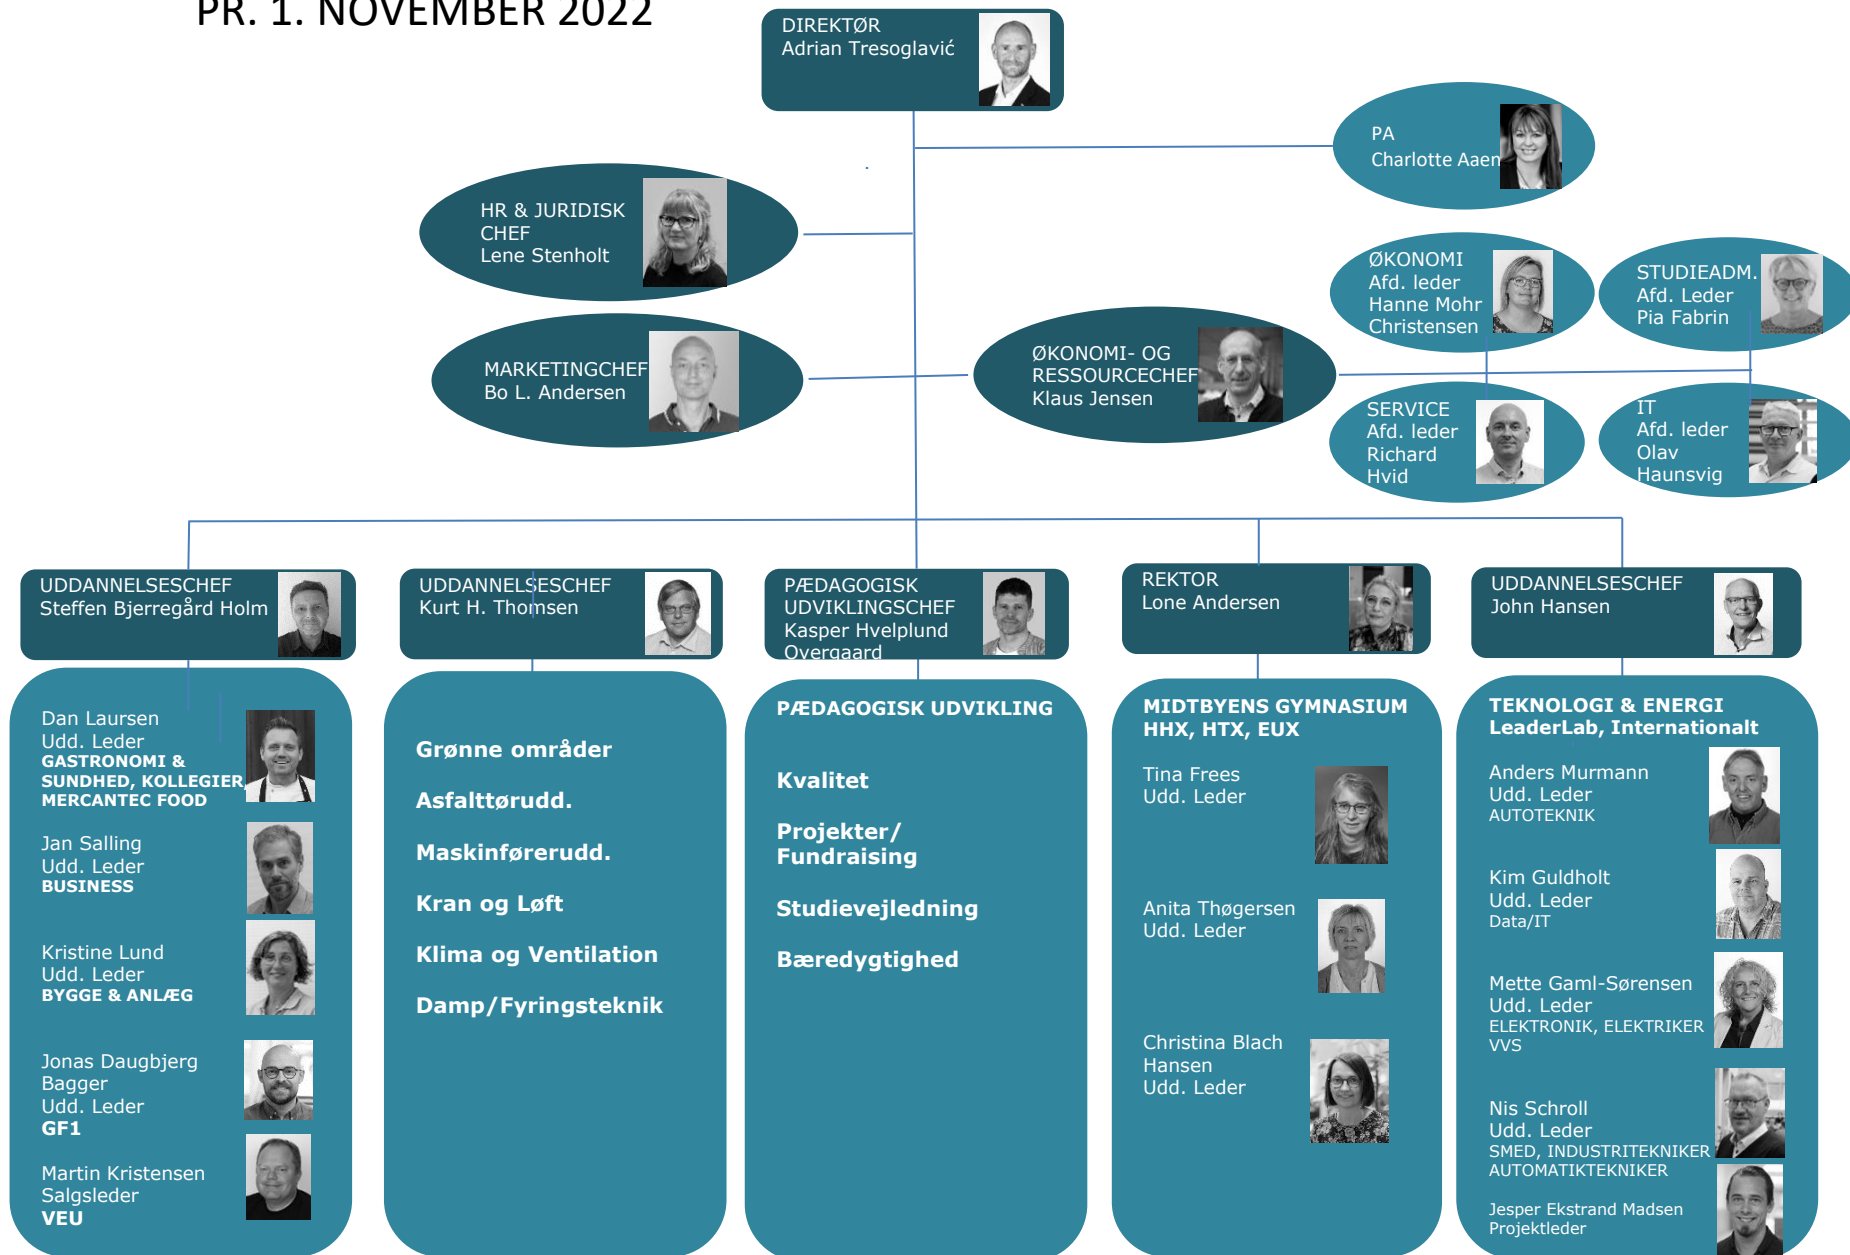 PR. 1. NOVEMBER 2022
DIREKTØR
Adrian Tresoglavić
PA
Charlotte Aaen
HR & JURIDISK
CHEF
Lene Stenholt
MARKETINGCHEF
Bo L. Andersen
ØKONOMI- OG
RESSOURCECHEF
Klaus Jensen
ØKONOMI
Afd. leder
Hanne Mohr
Christensen
STUDIEADM.
Afd. Leder
Pia Fabrin
SERVICE
Afd. leder
Richard
Hvid
IT
Afd. leder
Olav
Haunsvig
UDDANNELSESCHEF
Steffen Bjerregård Holm
Dan Laursen
Udd. Leder
GASTRONOMI &
SUNDHED, KOLLEGIER,
MERCANTEC FOOD
Jan Salling
Udd. Leder
BUSINESS
Kristine Lund
Udd. Leder
BYGGE & ANLÆG
Jonas Daugbjerg
Bagger
Udd. Leder
GF1
Martin Kristensen
Salgsleder
VEU
UDDANNELSESCHEF
Kurt H. Thomsen
Grønne områder
Asfalttørudd.
Maskinførerudd.
Kran og Løft
Klima og Ventilation
Damp/Fyringsteknik
PÆDAGOGISK
UDVIKLINGSCHEF
Kasper Hvelplund
Overgaard
PÆDAGOGISK UDVIKLING
Kvalitet
Projekter/
Fundraising
Studievejledning
Bæredygtighed
REKTOR
Lone Andersen
MIDTBYENS GYMNASIUM
HHX, HTX, EUX
Tina Frees
Udd. Leder
Anita Thøgersen
Udd. Leder
Christina Blach
Hansen
Udd. Leder
UDDANNELSESCHEF
John Hansen
TEKNOLOGI & ENERGI
LeaderLab, Internationalt
Anders Murmann
Udd. Leder
AUTOTEKNIK
Kim Guldholt
Udd. Leder
Data/IT
Mette Gaml-Sørensen
Udd. Leder
ELEKTRONIK, ELEKTRIKER
VVS
Nis Schroll
Udd. Leder
SMED, INDUSTRITEKNIKER
AUTOMATIKTEKNIKER
Jesper Ekstrand Madsen
Projektleder